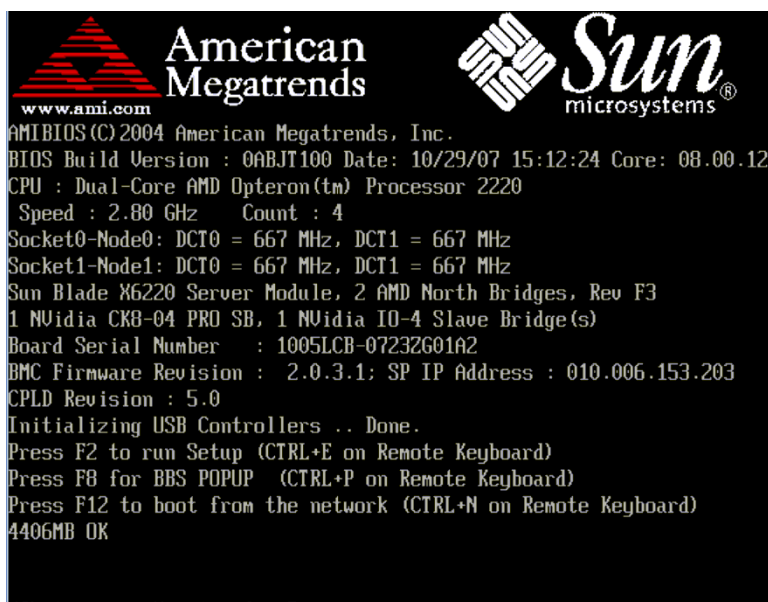 American
Megatrends
www.ami.com
Sun
microsystems®
AMIBIOS(C)2004 American Megatrends, Inc.
BIOS Build Version : 0ABJT100 Date: 10/29/07 15:12:24 Core: 08.00.12
CPU : Dual-Core AMD Opteron(tm) Processor 2220
Speed : 2.80 GHz    Count : 4
Socket0-Node0: DCT0 = 667 MHz, DCT1 = 667 MHz
Socket1-Node1: DCT0 = 667 MHz, DCT1 = 667 MHz
Sun Blade X6220 Server Module, 2 AMD North Bridges, Rev F3
1 NVidia CK8-04 PRO SB, 1 NVidia IO-4 Slave Bridge(s)
Board Serial Number   : 1005LCB-0723ZG01A2
BMC Firmware Revision :  2.0.3.1; SP IP Address : 010.006.153.203
CPLD Revision : 5.0
Initializing USB Controllers .. Done.
Press F2 to run Setup (CTRL+E on Remote Keyboard)
Press F8 for BBS POPUP  (CTRL+P on Remote Keyboard)
Press F12 to boot from the network (CTRL+N on Remote Keyboard)
4406MB OK